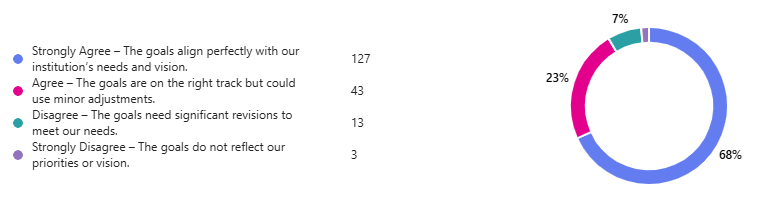 Strongly Agree – The goals align perfectly with our
institution's needs and vision.
127
Agree – The goals are on the right track but could
use minor adjustments.
43
Disagree – The goals need significant revisions to
meet our needs.
13
Strongly Disagree – The goals do not reflect our
priorities or vision.
3
7%
23%
68%